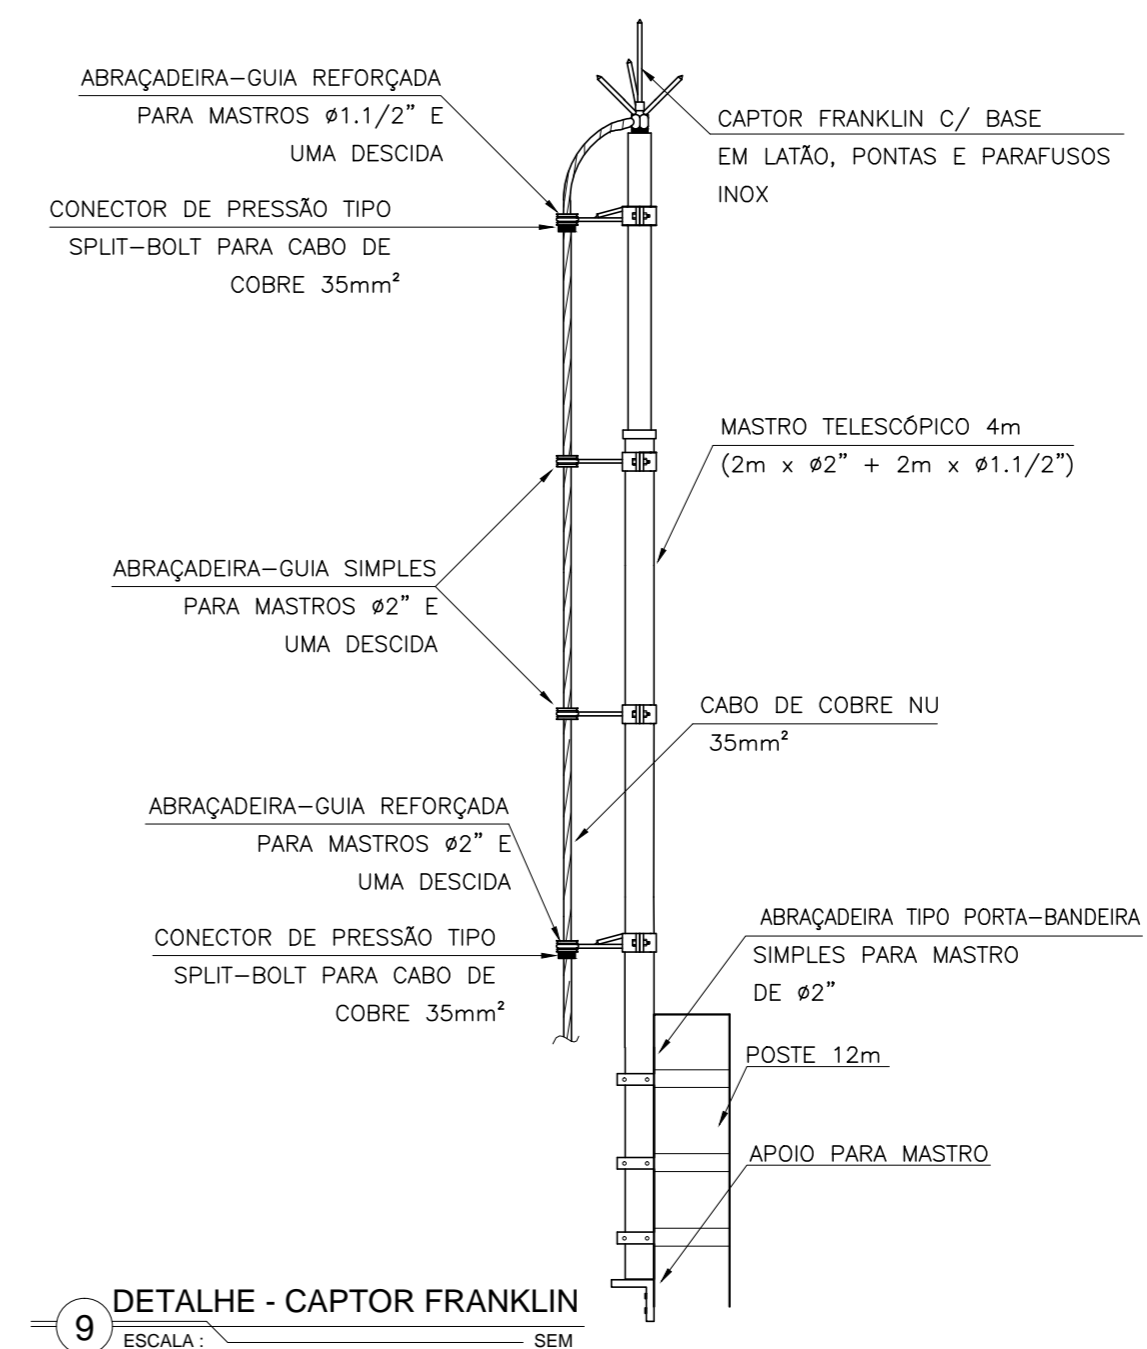 ABRAÇADEIRA-GUIA REFORÇADA
PARA MASTROS ø1.1/2" E
UMA DESCIDA
CAPTOR FRANKLIN C/ BASE
EM LATÃO, PONTAS E PARAFUSOS
INOX
CONECTOR DE PRESSÃO TIPO
SPLIT-BOLT PARA CABO DE
COBRE 35mm²
MASTRO TELESCÓPICO 4m
(2m x ø2" + 2m x ø1.1/2")
ABRAÇADEIRA-GUIA SIMPLES
PARA MASTROS ø2" E
UMA DESCIDA
CABO DE COBRE NU
35mm²
ABRAÇADEIRA-GUIA REFORÇADA
PARA MASTROS ø2" E
UMA DESCIDA
CONECTOR DE PRESSÃO TIPO
SPLIT-BOLT PARA CABO DE
COBRE 35mm²
ABRAÇADEIRA TIPO PORTA-BANDEIRA
SIMPLES PARA MASTRO
DE ø2"
POSTE 12m
APOIO PARA MASTRO
9 DETALHE - CAPTOR FRANKLIN
ESCALA : SEM